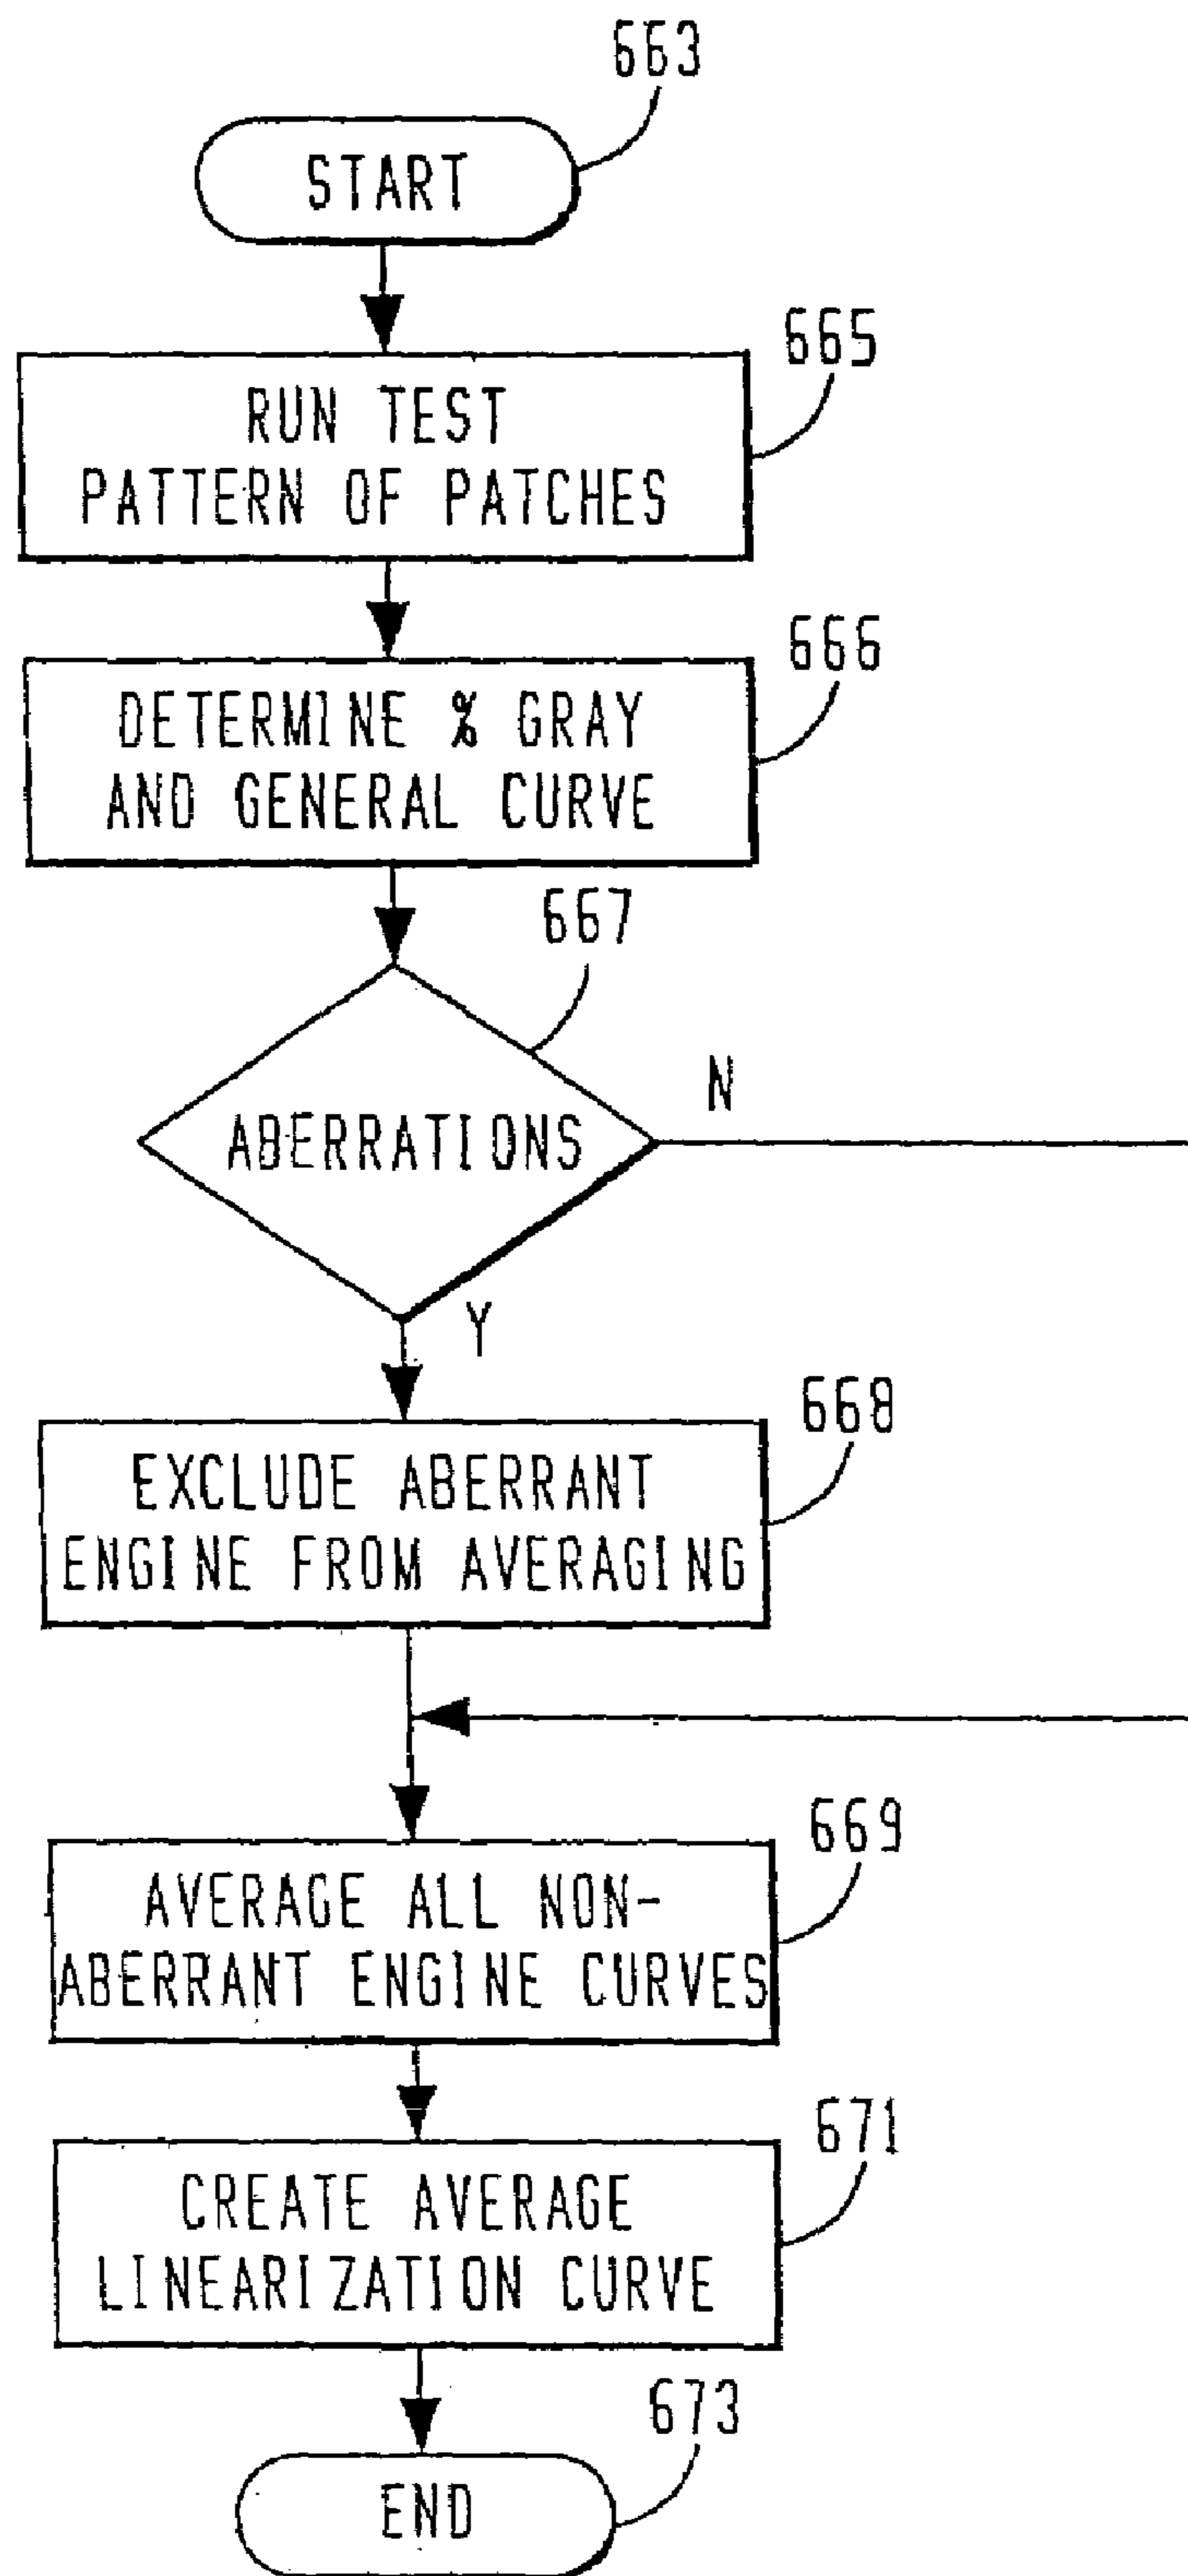 663
START
665
RUN TEST
PATTERN OF PATCHES
666
DETERMINE % GRAY
AND GENERAL CURVE
667
ABERRATIONS
N
Y
668
EXCLUDE ABERRANT
ENGINE FROM AVERAGING
669
AVERAGE ALL NON-
ABERRANT ENGINE CURVES
671
CREATE AVERAGE
LINEARIZATION CURVE
673
END